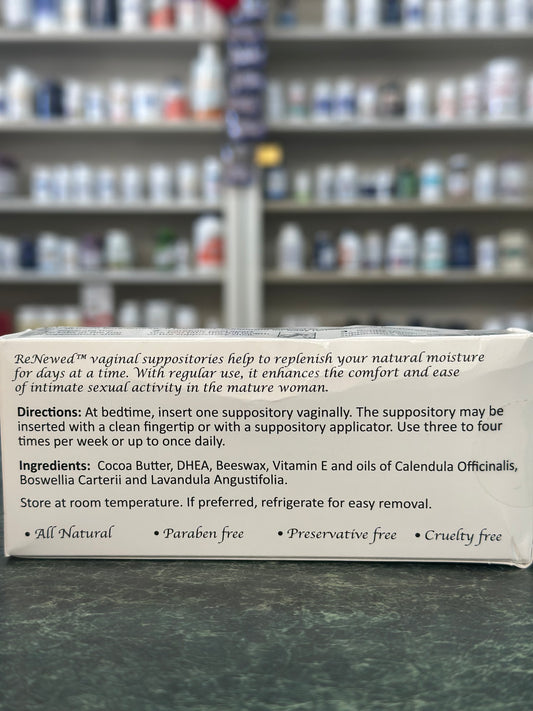 ReNewed™ vaginal suppositories help to replenish your natural moisture
for days at a time. With regular use, it enhances the comfort and ease
of intimate sexual activity in the mature woman.
Directions: At bedtime, insert one suppository vaginally. The suppository may be
inserted with a clean fingertip or with a suppository applicator. Use three to four
times per week or up to once daily.
Ingredients: Cocoa Butter, DHEA, Beeswax, Vitamin E and oils of Calendula Officinalis,
Boswellia Carterii and Lavandula Angustifolia.
Store at room temperature. If preferred, refrigerate for easy removal.
• All Natural • Paraben free • Preservative free • Cruelty free